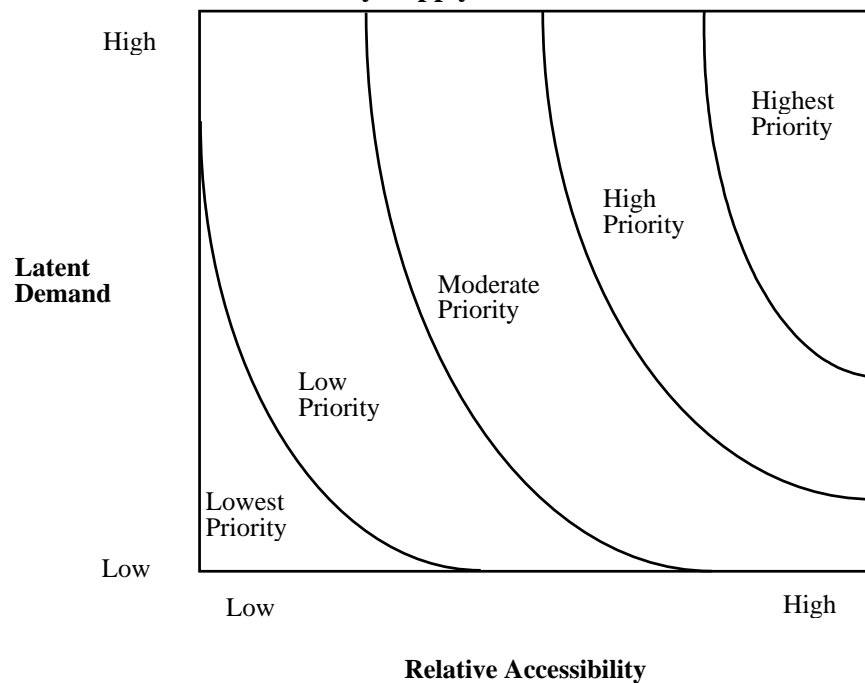 High
Highest
Priority
High
Priority
Latent
Demand
Moderate
Priority
Low
Priority
Lowest
Priority
Low
Low
High
Relative Accessibility